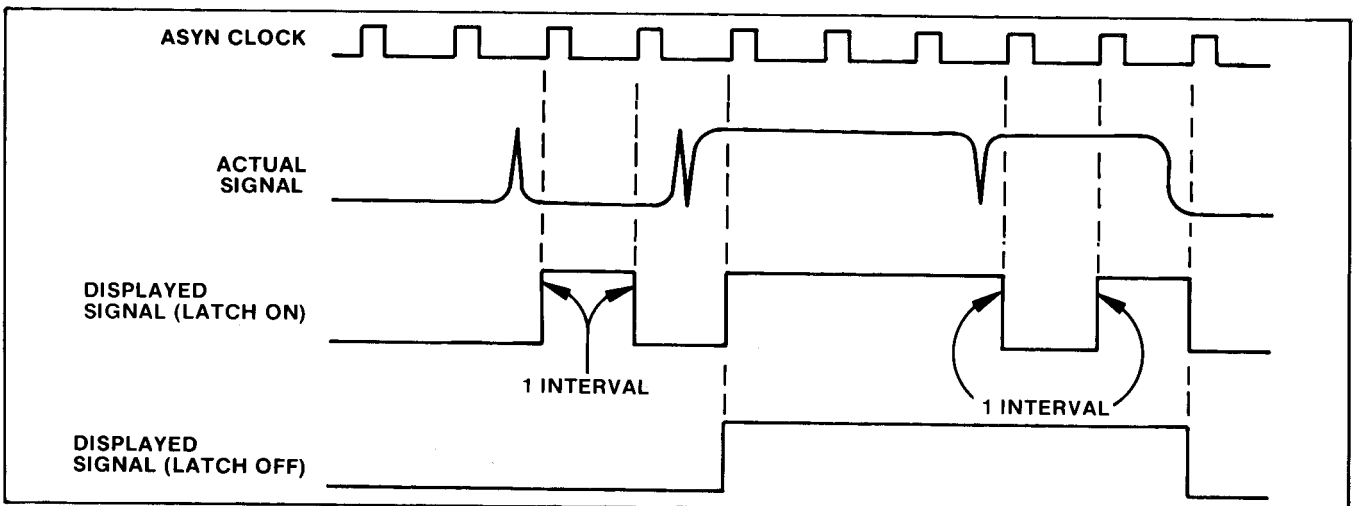 ASYN CLOCK
ACTUAL
SIGNAL
DISPLAYED
SIGNAL (LATCH ON)
1 INTERVAL
1 INTERVAL
DISPLAYED
SIGNAL (LATCH OFF)